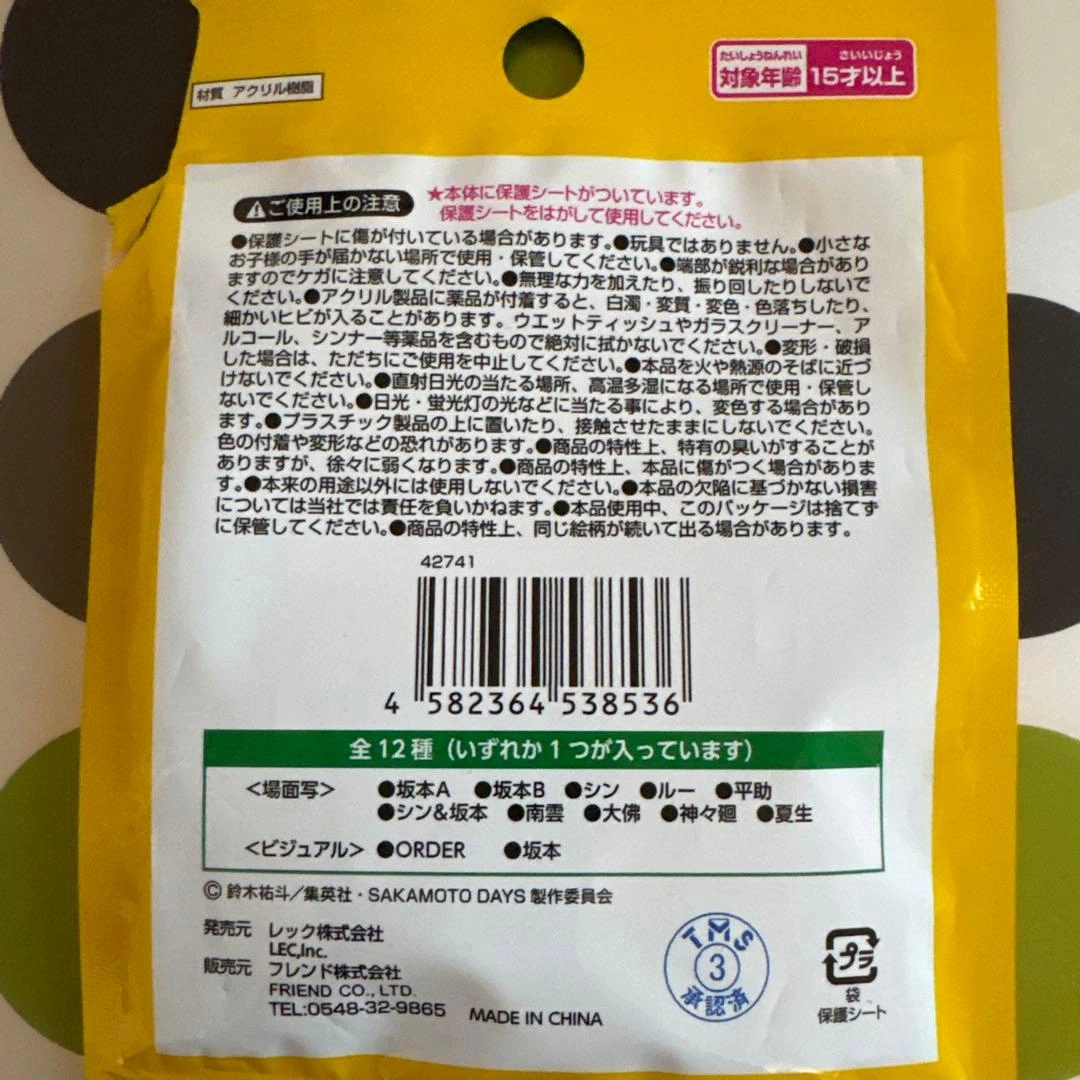 材質 アクリル樹脂
たいしょうねんれい さいいじょう
対象年齢 15才以上
ご使用上の注意
★本体に保護シートがついています。
保護シートをはがして使用してください。
●保護シートに傷が付いている場合があります。●玩具ではありません。●小さな
お子様の手が届かない場所で使用・保管してください。●端部が鋭利な場合があり
ますのでケガに注意してください。●無理な力を加えたり、振り回したりしないで
ください。●アクリル製品に薬品が付着すると、白濁・変質・変色・色落ちしたり、
細かいヒビが入ることがあります。ウエットティッシュやガラスクリーナー、ア
ルコール、シンナー等薬品を含むもので絶対に拭かないでください。●変形・破損
した場合は、ただちにご使用を中止してください。●本品を火や熱源のそばに近づ
けないでください。●直射日光の当たる場所、高温多湿になる場所で使用・保管し
ないでください。●日光・蛍光灯の光などに当たる事により、変色する場合があり
ます。●プラスチック製品の上に置いたり、接触させたままにしないでください。
色の付着や変形などの恐れがあります。●商品の特性上、特有の臭いがすることが
ありますが、徐々に弱くなります。●商品の特性上、本品に傷がつく場合がありま
す。●本来の用途以外には使用しないでください。●本品の欠陥に基づかない損害
については当社では責任を負いかねます。●本品使用中、このパッケージは捨てず
に保管してください。●商品の特性上、同じ絵柄が続いて出る場合があります。
42741
4 582364 538536
全12種（いずれか1つが入っています）
＜場面写＞ ●坂本A ●坂本B ●シン ●ルー ●平助
●シン&坂本 ●南雲 ●大佛 ●神々廻 ●夏生
＜ビジュアル＞ ●ORDER ●坂本
© 鈴木祐斗／集英社・SAKAMOTO DAYS 製作委員会
発売元 レック株式会社
LEC,Inc.
販売元 フレンド株式会社
FRIEND CO., LTD.
TEL:0548-32-9865 MADE IN CHINA
TMS
3
承認済
プラ
袋
保護シート